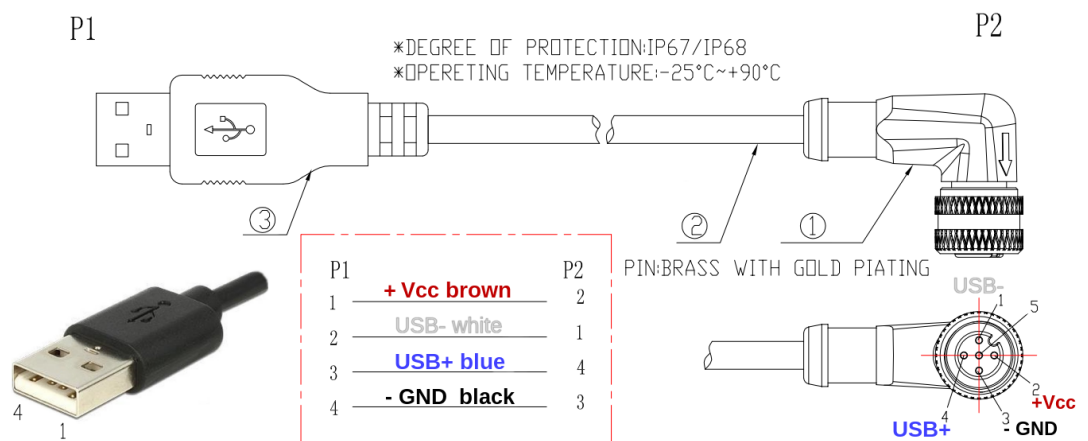 P1
P2
*DEGREE OF PROTECTION:IP67/IP68
*OPERETING TEMPERATURE:-25°C~+90°C
3
2
1
PIN:BRASS WITH GOLD PIATING
P1 P2
1 + Vcc brown 2
2 USB- white 1
3 USB+ blue 4
4 - GND black 3
4
1
USB-
1
5
2
+Vcc
4
3
USB+
- GND